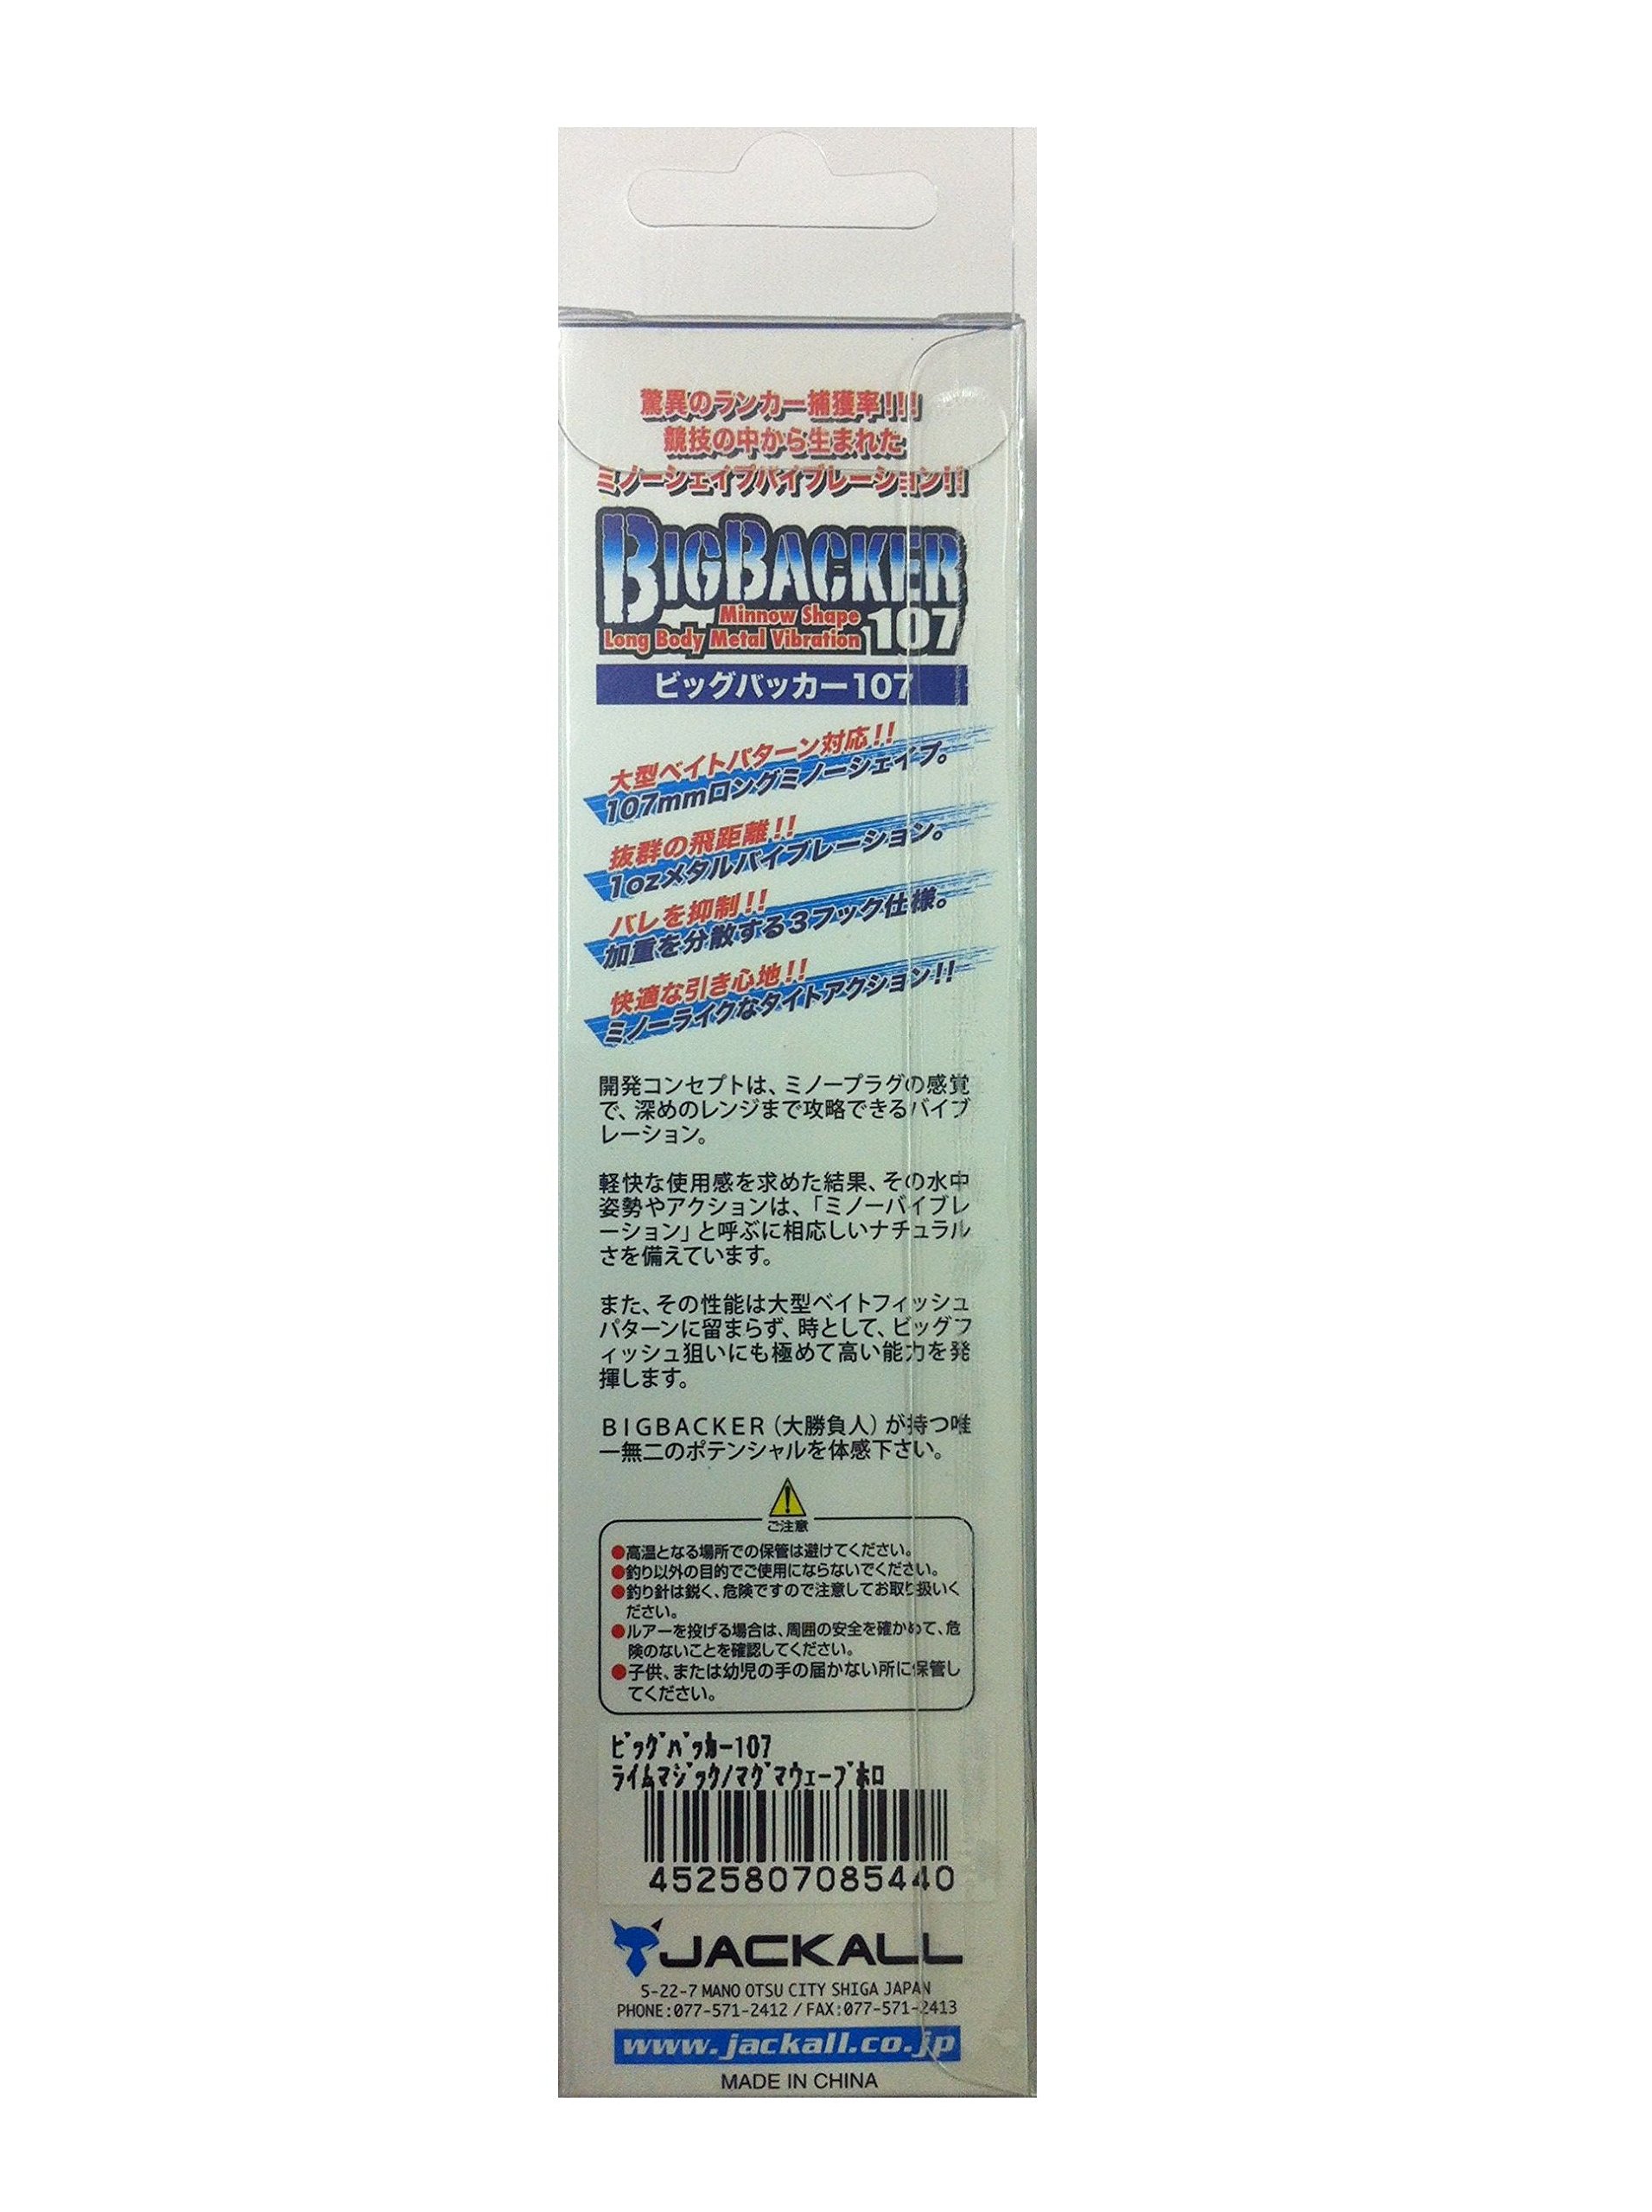 驚異のランカー捕獲率!!!
競技の中から生まれた
ミノーシェイプバイブレーション!!
BIGBACKER
Minnow Shape
Long Body Metal Vibration 107
ビッグバッカー107
大型ベイトパターン対応!!
107mmロングミノーシェイプ。
抜群の飛距離!!
1ozメタルバイブレーション。
バレを抑制!!
加重を分散する3フック仕様。
快適な引き心地!!
ミノーライクなタイトアクション!!
開発コンセプトは、ミノープラグの感覚
で、深めのレンジまで攻略できるバイブ
レーション。
軽快な使用感を求めた結果、その水中
姿勢やアクションは、「ミノーバイブレ
ーション」と呼ぶに相応しいナチュラル
さを備えています。
また、その性能は大型ベイトフィッシュ
パターンに留まらず、時として、ビッグフ
ィッシュ狙いにも極めて高い能力を発
揮します。
BIGBACKER(大勝負人)が持つ唯
一無二のポテンシャルを体感下さい。
ご注意
●高温となる場所での保管は避けてください。
●釣り以外の目的でご使用にならないでください。
●釣り針は鋭く、危険ですので注意してお取り扱いく
ださい。
●ルアーを投げる場合は、周囲の安全を確かめて、危
険のないことを確認してください。
●子供、または幼児の手の届かない所に保管し
てください。
ﾋﾞｯｸﾞﾊﾞｯｶｰ107
ﾗｲﾑﾏｼﾞｯｸ/ﾏｸﾞﾏｳｪｰﾌﾞﾎﾛ
4525807085440
JACKALL
5-22-7 MANO OTSU CITY SHIGA JAPAN
PHONE:077-571-2412 / FAX:077-571-2413
www.jackall.co.jp
MADE IN CHINA